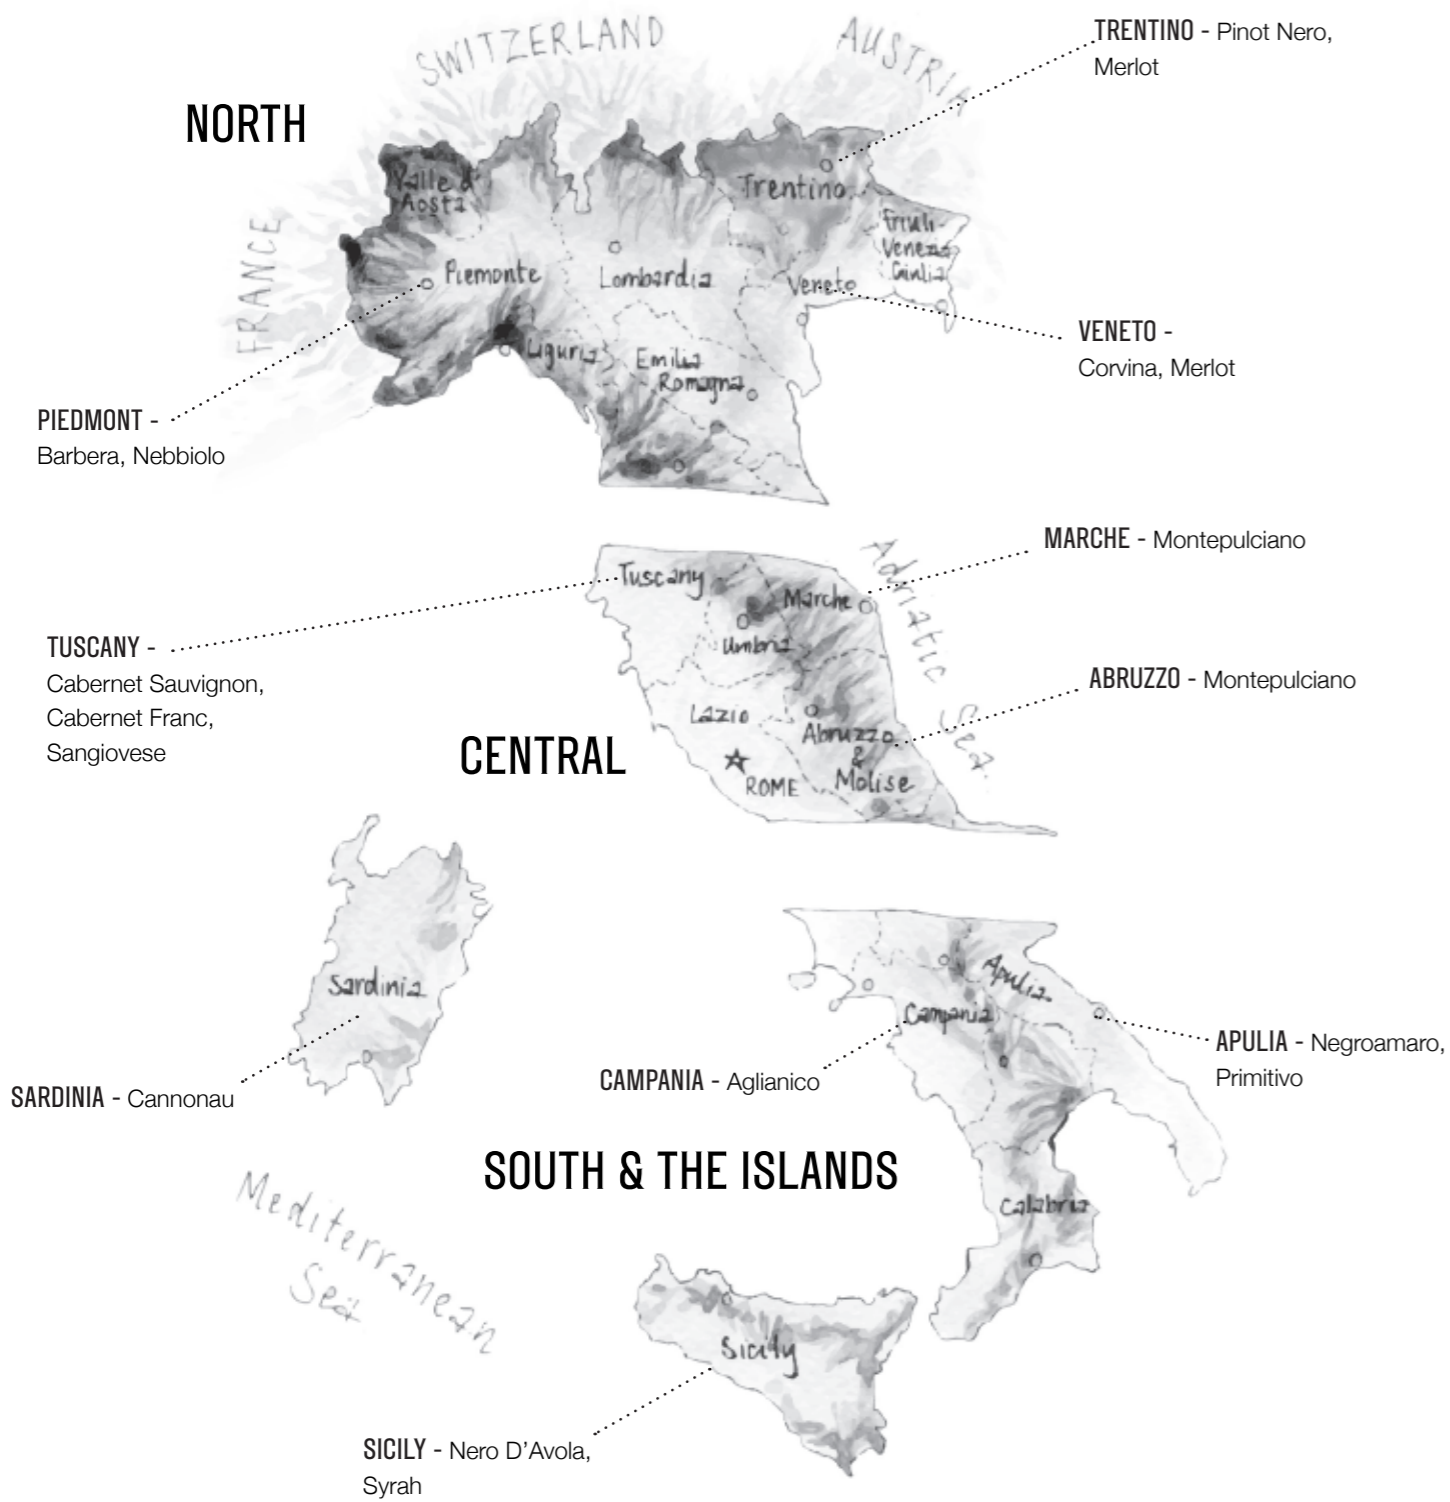 SWITZERLAND
AUSTRIA
TRENTINO - Pinot Nero,
Merlot
NORTH
Valle d'
Aosta
Trentino
Friuli-
Venezia
Giulia
FRANCE
Piemonte
Lombardia
Veneto
VENETO -
Corvina, Merlot
Liguria
Emilia
Romagna
PIEDMONT -
Barbera, Nebbiolo
MARCHE - Montepulciano
Adriatic Sea
Tuscany
Marche
Umbria
TUSCANY -
Cabernet Sauvignon,
Cabernet Franc,
Sangiovese
ABRUZZO - Montepulciano
Lazio
Abruzzo
&
Molise
CENTRAL
ROME
Sardinia
Apulia
Campania
SARDINIA - Cannonau
CAMPANIA - Aglianico
APULIA - Negroamaro,
Primitivo
SOUTH & THE ISLANDS
Mediterranean
Sea
Calabria
Sicily
SICILY - Nero D’Avola,
Syrah